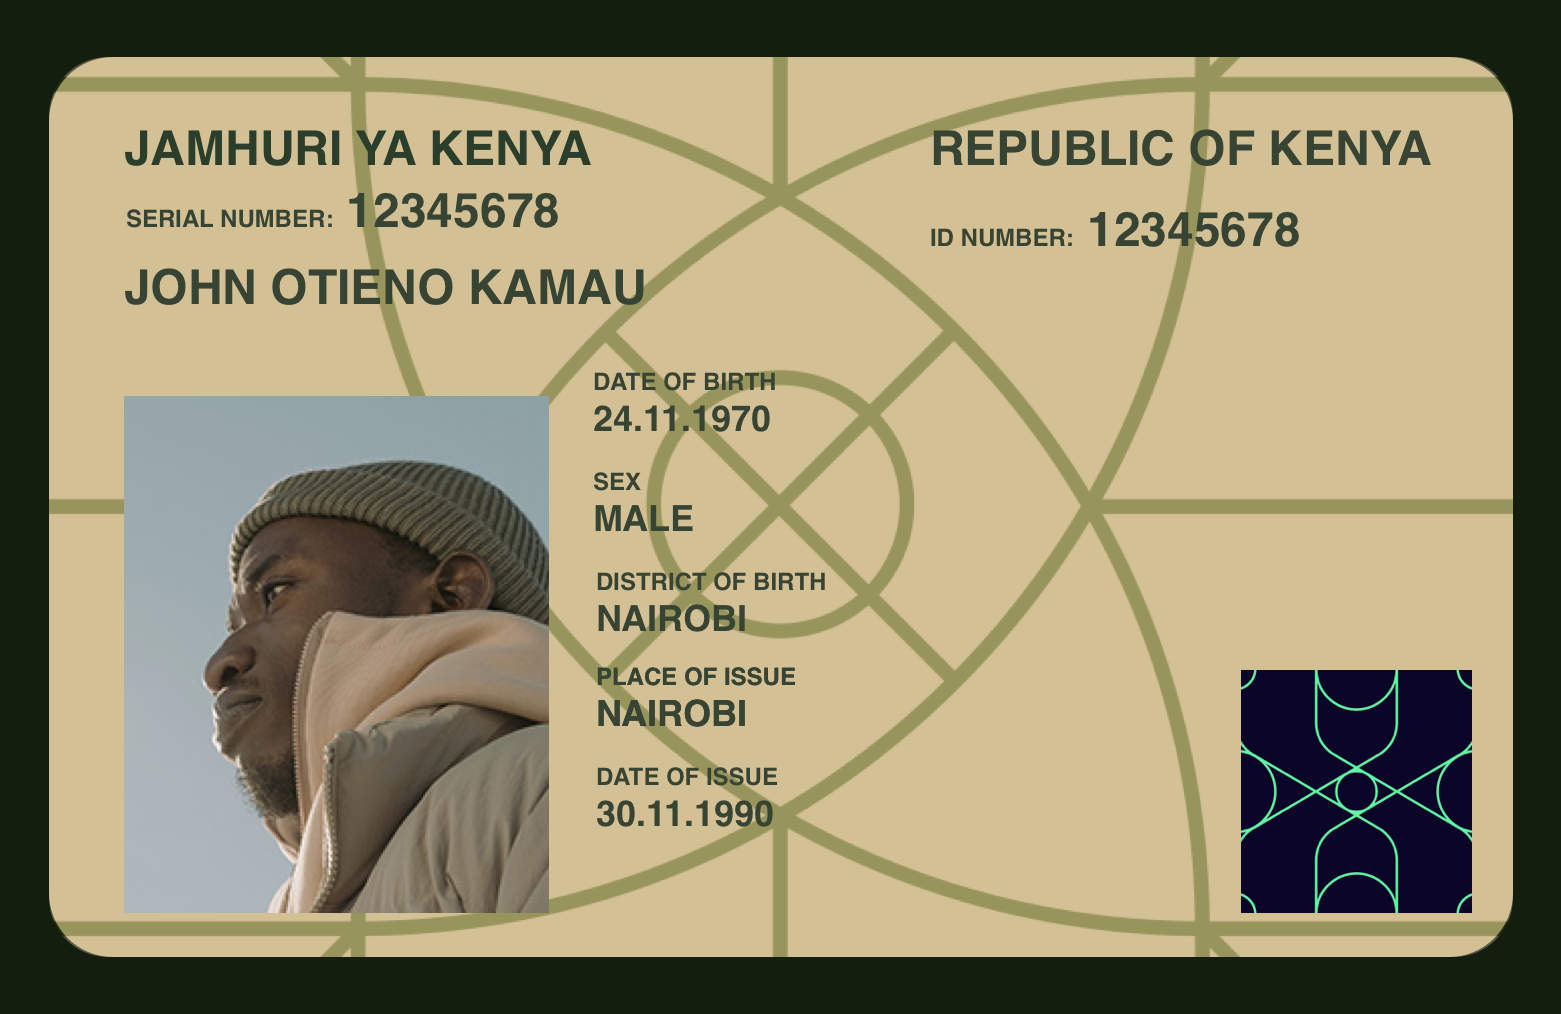 JAMHURI YA KENYA
REPUBLIC OF KENYA
SERIAL NUMBER: 12345678
ID NUMBER: 12345678
JOHN OTIENO KAMAU
DATE OF BIRTH
24.11.1970
SEX
MALE
DISTRICT OF BIRTH
NAIROBI
PLACE OF ISSUE
NAIROBI
DATE OF ISSUE
30.11.1990